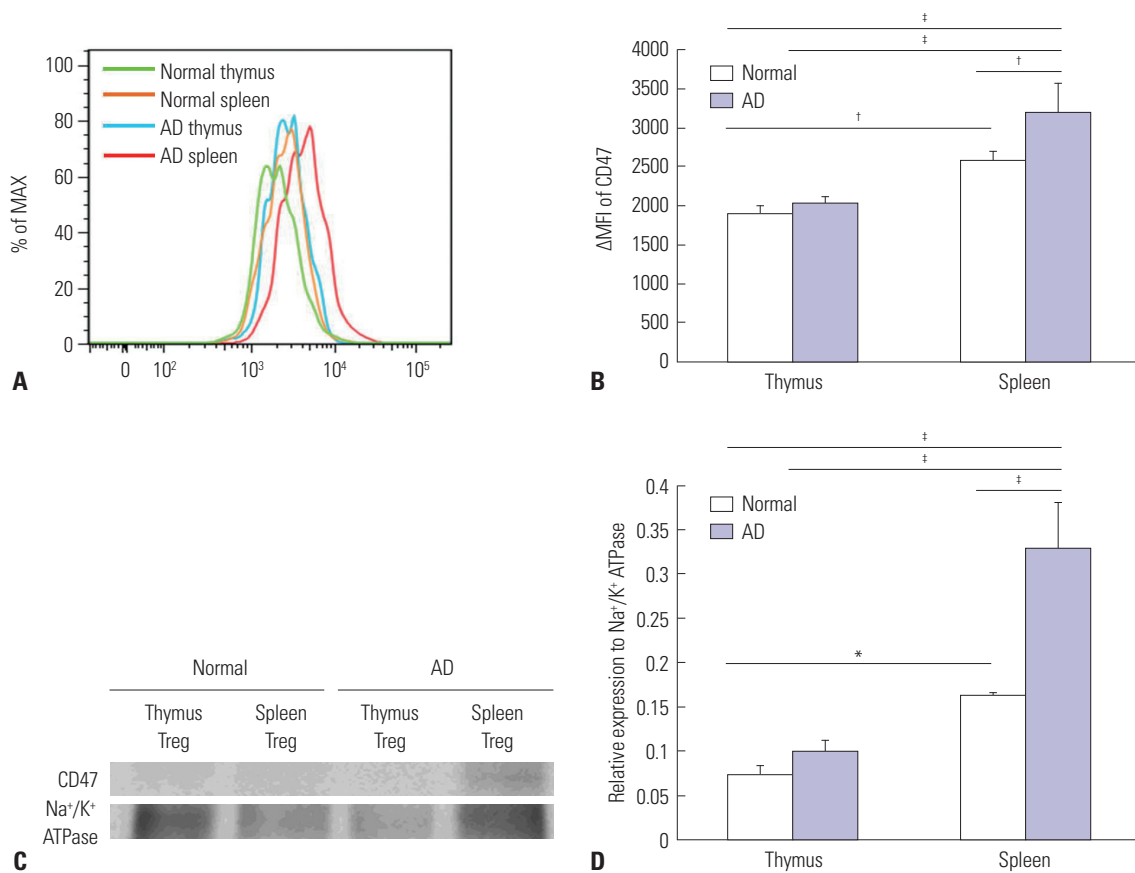 100
80
60
40
20
0
% of MAX
Normal thymus
Normal spleen
AD thymus
AD spleen
0 10² 10³ 10⁴ 10⁵
A
‡
‡
†
†
4000
3500
3000
2500
2000
1500
1000
500
0
ΔMFI of CD47
Normal
AD
Thymus Spleen
B
Normal AD
Thymus Spleen Thymus Spleen
Treg Treg Treg Treg
CD47
Na⁺/K⁺
ATPase
C
‡
‡
‡
*
0.4
0.35
0.3
0.25
0.2
0.15
0.1
0.05
0
Relative expression to Na⁺/K⁺ ATPase
Normal
AD
Thymus Spleen
D